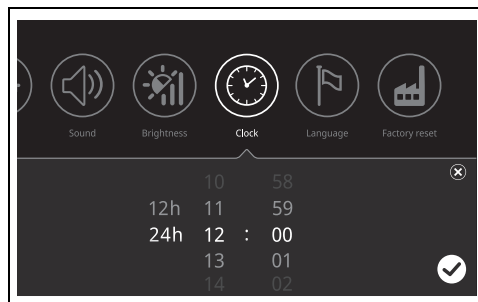 Sound Brightness Clock Language Factory reset
10 58
12h 11 59
24h 12 : 00
13 01
14 02